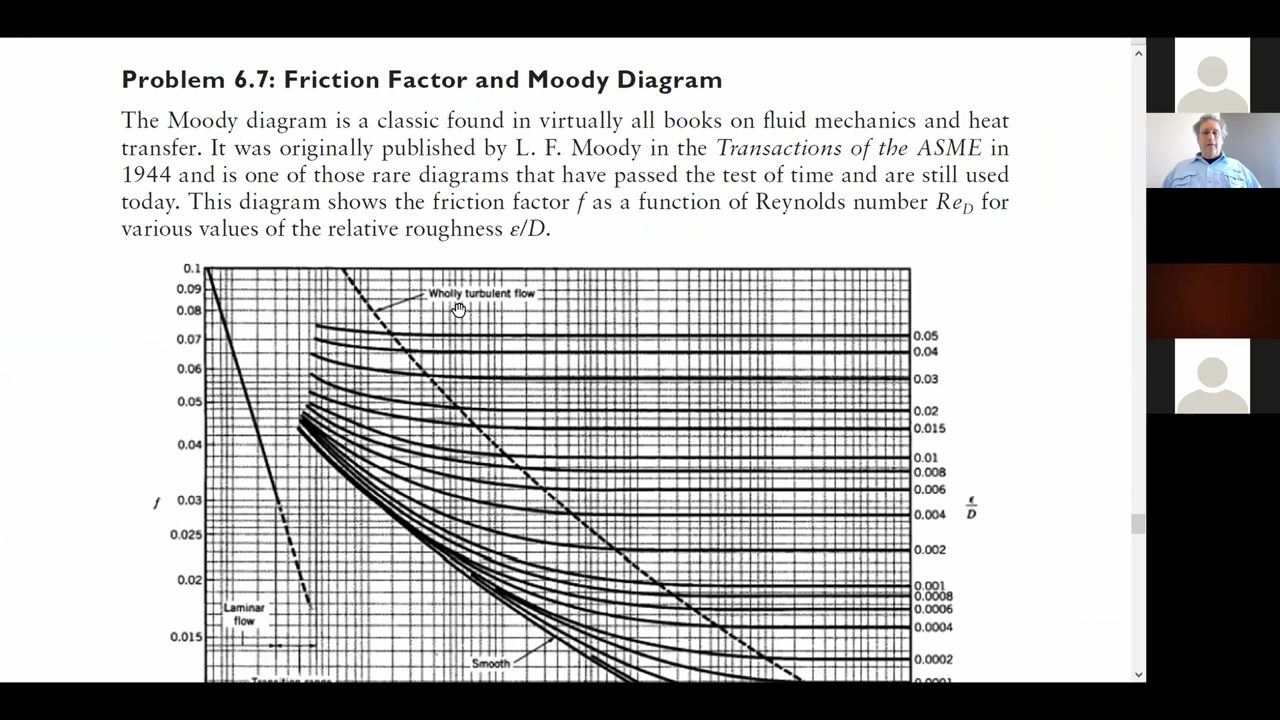 Problem 6.7: Friction Factor and Moody Diagram
The Moody diagram is a classic found in virtually all books on fluid mechanics and heat
transfer. It was originally published by L. F. Moody in the Transactions of the ASME in
1944 and is one of those rare diagrams that have passed the test of time and are still used
today. This diagram shows the friction factor f as a function of Reynolds number Re_D for
various values of the relative roughness ε/D.
0.1
0.09
0.08
0.07
0.06
0.05
0.04
f
0.03
0.025
0.02
0.015
Wholly turbulent flow
Laminar
flow
Smooth
Transition range
0.05
0.04
0.03
0.02
0.015
0.01
0.008
0.006
0.004
0.002
0.001
0.0008
0.0006
0.0004
0.0002
0.0001
ϵ
D